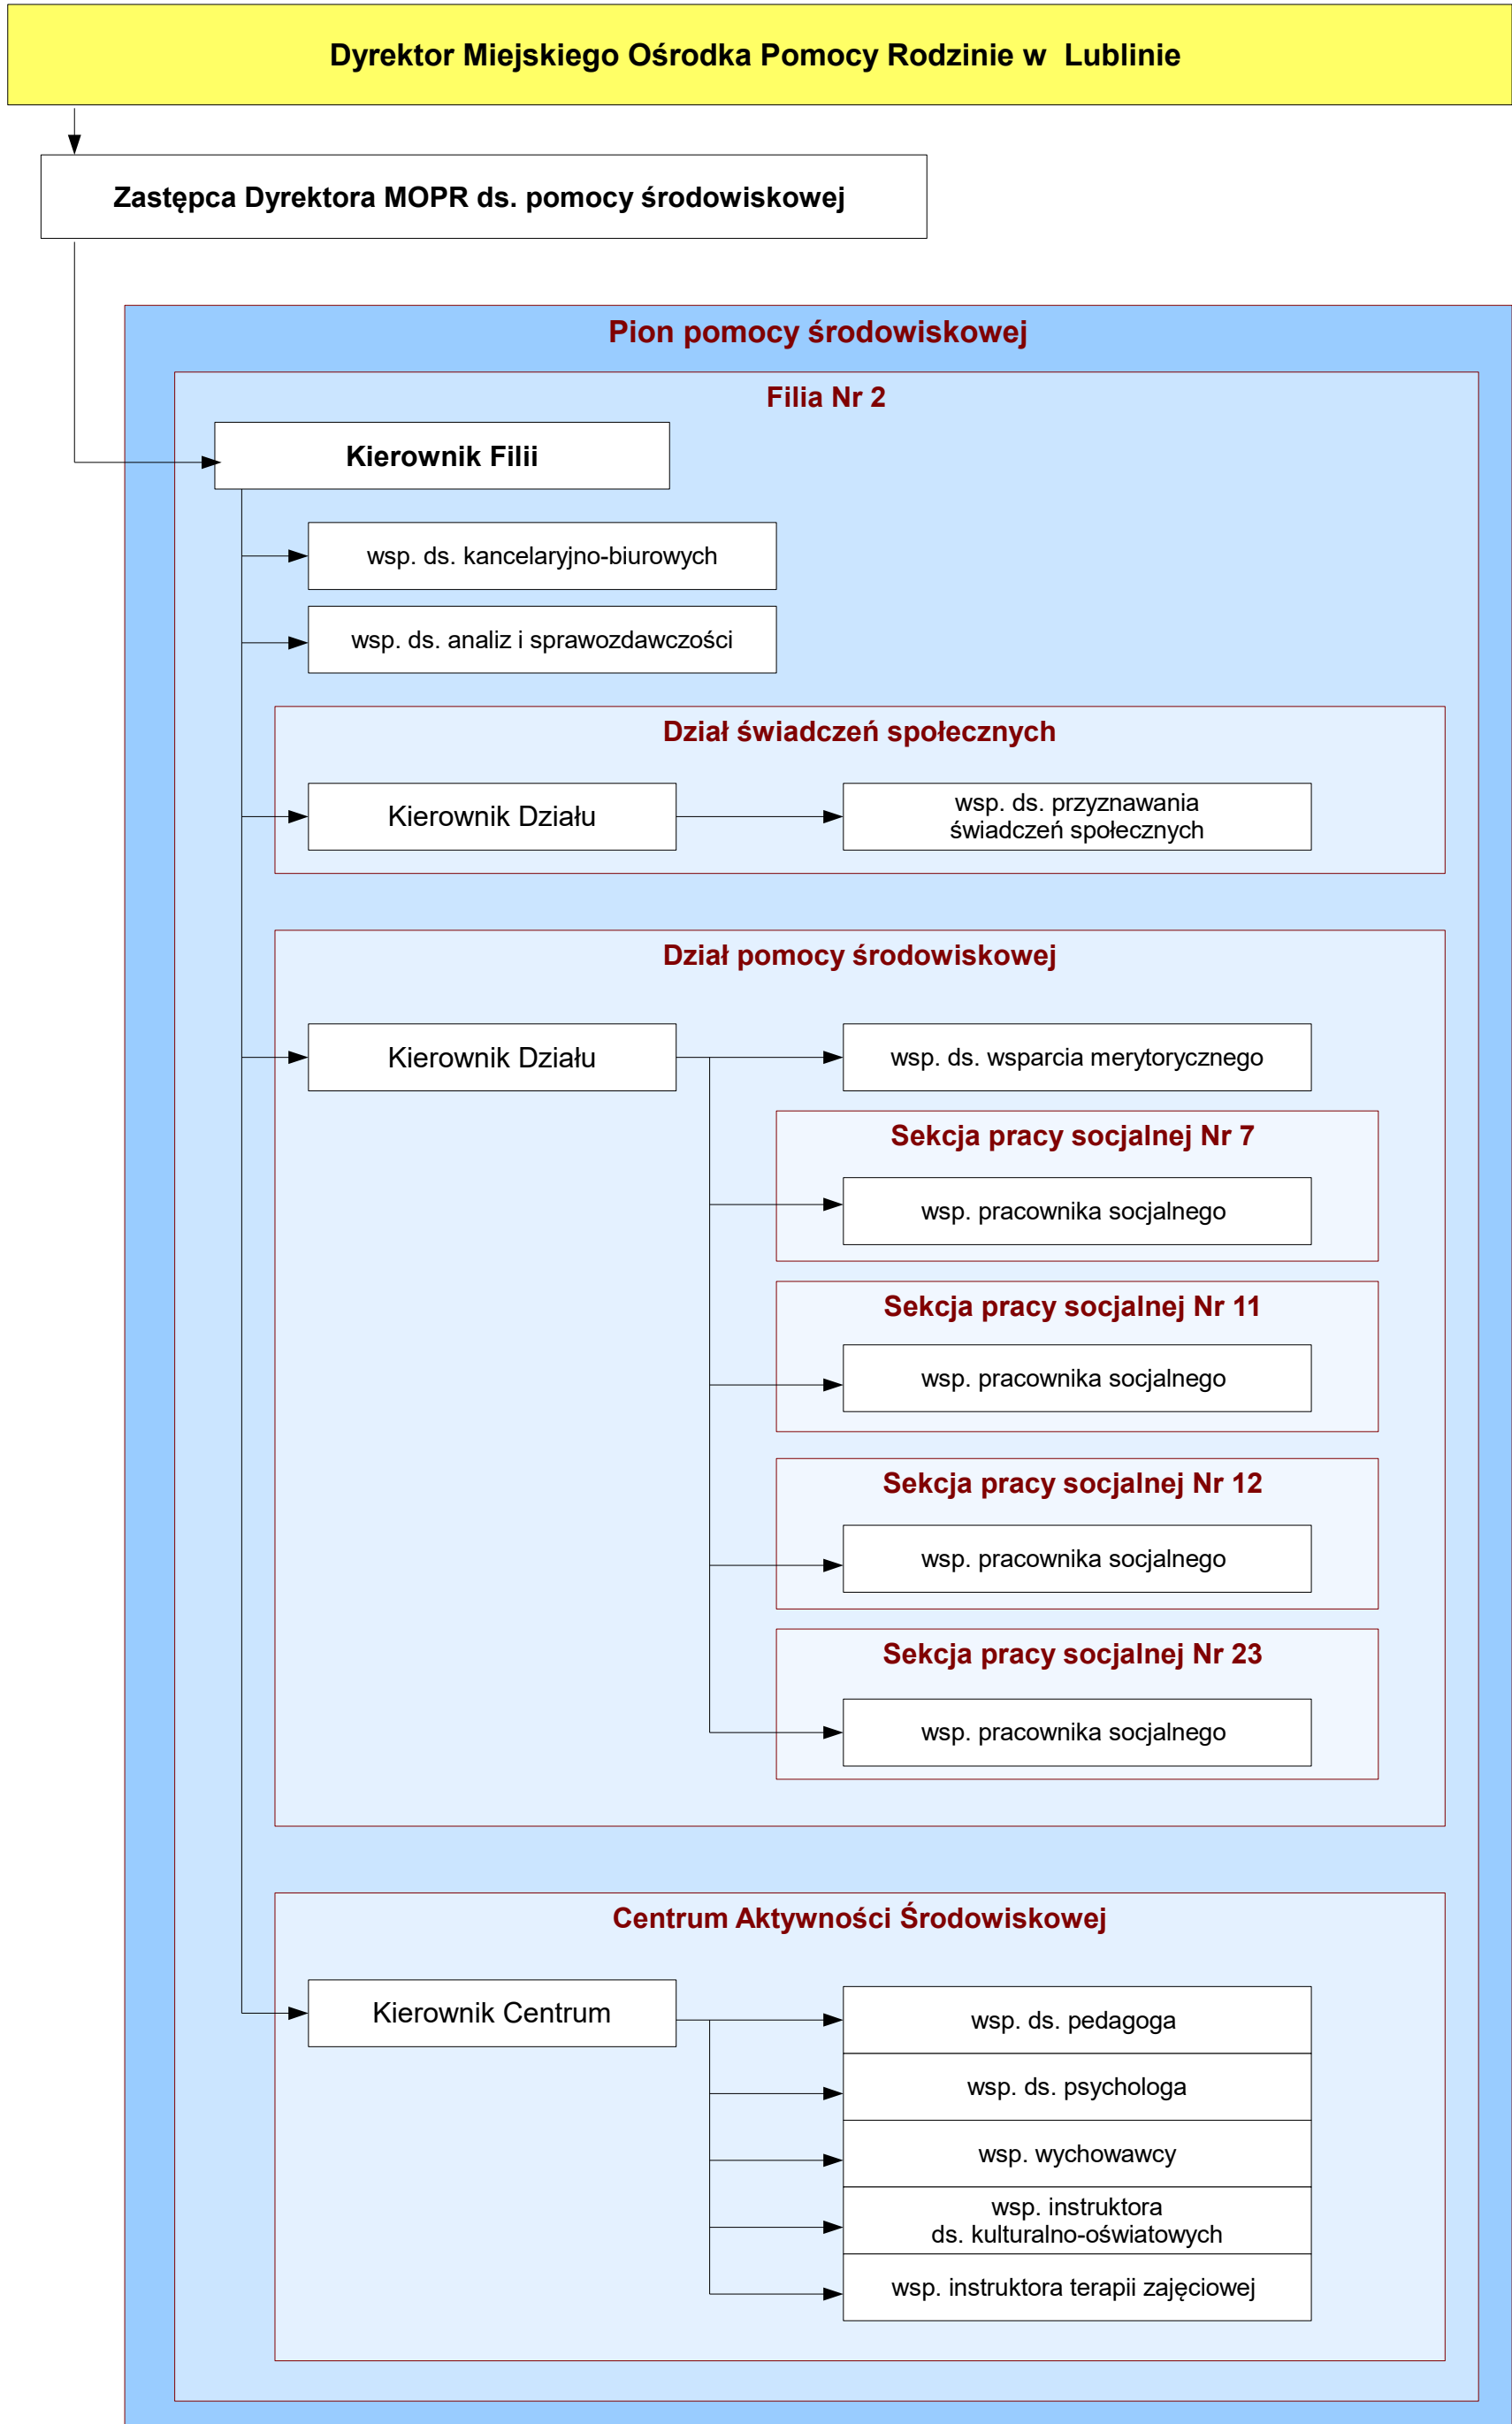 Dyrektor Miejskiego Ośrodka Pomocy Rodzinie w  Lublinie
Zastępca Dyrektora MOPR ds. pomocy środowiskowej
Pion pomocy środowiskowej
Filia Nr 2
Kierownik Filii
wsp. ds. kancelaryjno-biurowych
wsp. ds. analiz i sprawozdawczości
Dział świadczeń społecznych
Kierownik Działu
wsp. ds. przyznawania
świadczeń społecznych
Dział pomocy środowiskowej
Kierownik Działu
wsp. ds. wsparcia merytorycznego
Sekcja pracy socjalnej Nr 7
wsp. pracownika socjalnego
Sekcja pracy socjalnej Nr 11
wsp. pracownika socjalnego
Sekcja pracy socjalnej Nr 12
wsp. pracownika socjalnego
Sekcja pracy socjalnej Nr 23
wsp. pracownika socjalnego
Centrum Aktywności Środowiskowej
Kierownik Centrum
wsp. ds. pedagoga
wsp. ds. psychologa
wsp. wychowawcy
wsp. instruktora
ds. kulturalno-oświatowych
wsp. instruktora terapii zajęciowej